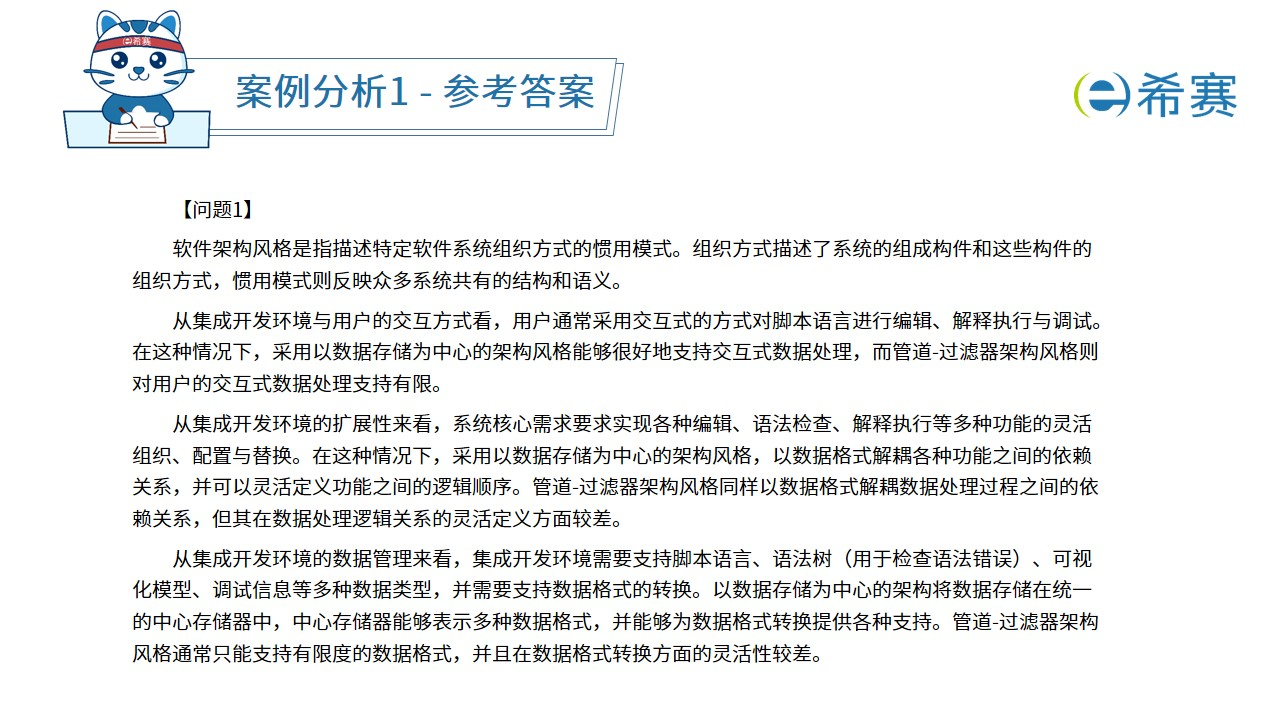 希赛
案例分析1 - 参考答案
希赛
【问题1】
软件架构风格是指描述特定软件系统组织方式的惯用模式。组织方式描述了系统的组成构件和这些构件的
组织方式，惯用模式则反映众多系统共有的结构和语义。
从集成开发环境与用户的交互方式看，用户通常采用交互式的方式对脚本语言进行编辑、解释执行与调试。
在这种情况下，采用以数据存储为中心的架构风格能够很好地支持交互式数据处理，而管道-过滤器架构风格则
对用户的交互式数据处理支持有限。
从集成开发环境的扩展性来看，系统核心需求要求实现各种编辑、语法检查、解释执行等多种功能的灵活
组织、配置与替换。在这种情况下，采用以数据存储为中心的架构风格，以数据格式解耦各种功能之间的依赖
关系，并可以灵活定义功能之间的逻辑顺序。管道-过滤器架构风格同样以数据格式解耦数据处理过程之间的依
赖关系，但其在数据处理逻辑关系的灵活定义方面较差。
从集成开发环境的数据管理来看，集成开发环境需要支持脚本语言、语法树（用于检查语法错误）、可视
化模型、调试信息等多种数据类型，并需要支持数据格式的转换。以数据存储为中心的架构将数据存储在统一
的中心存储器中，中心存储器能够表示多种数据格式，并能够为数据格式转换提供各种支持。管道-过滤器架构
风格通常只能支持有限度的数据格式，并且在数据格式转换方面的灵活性较差。